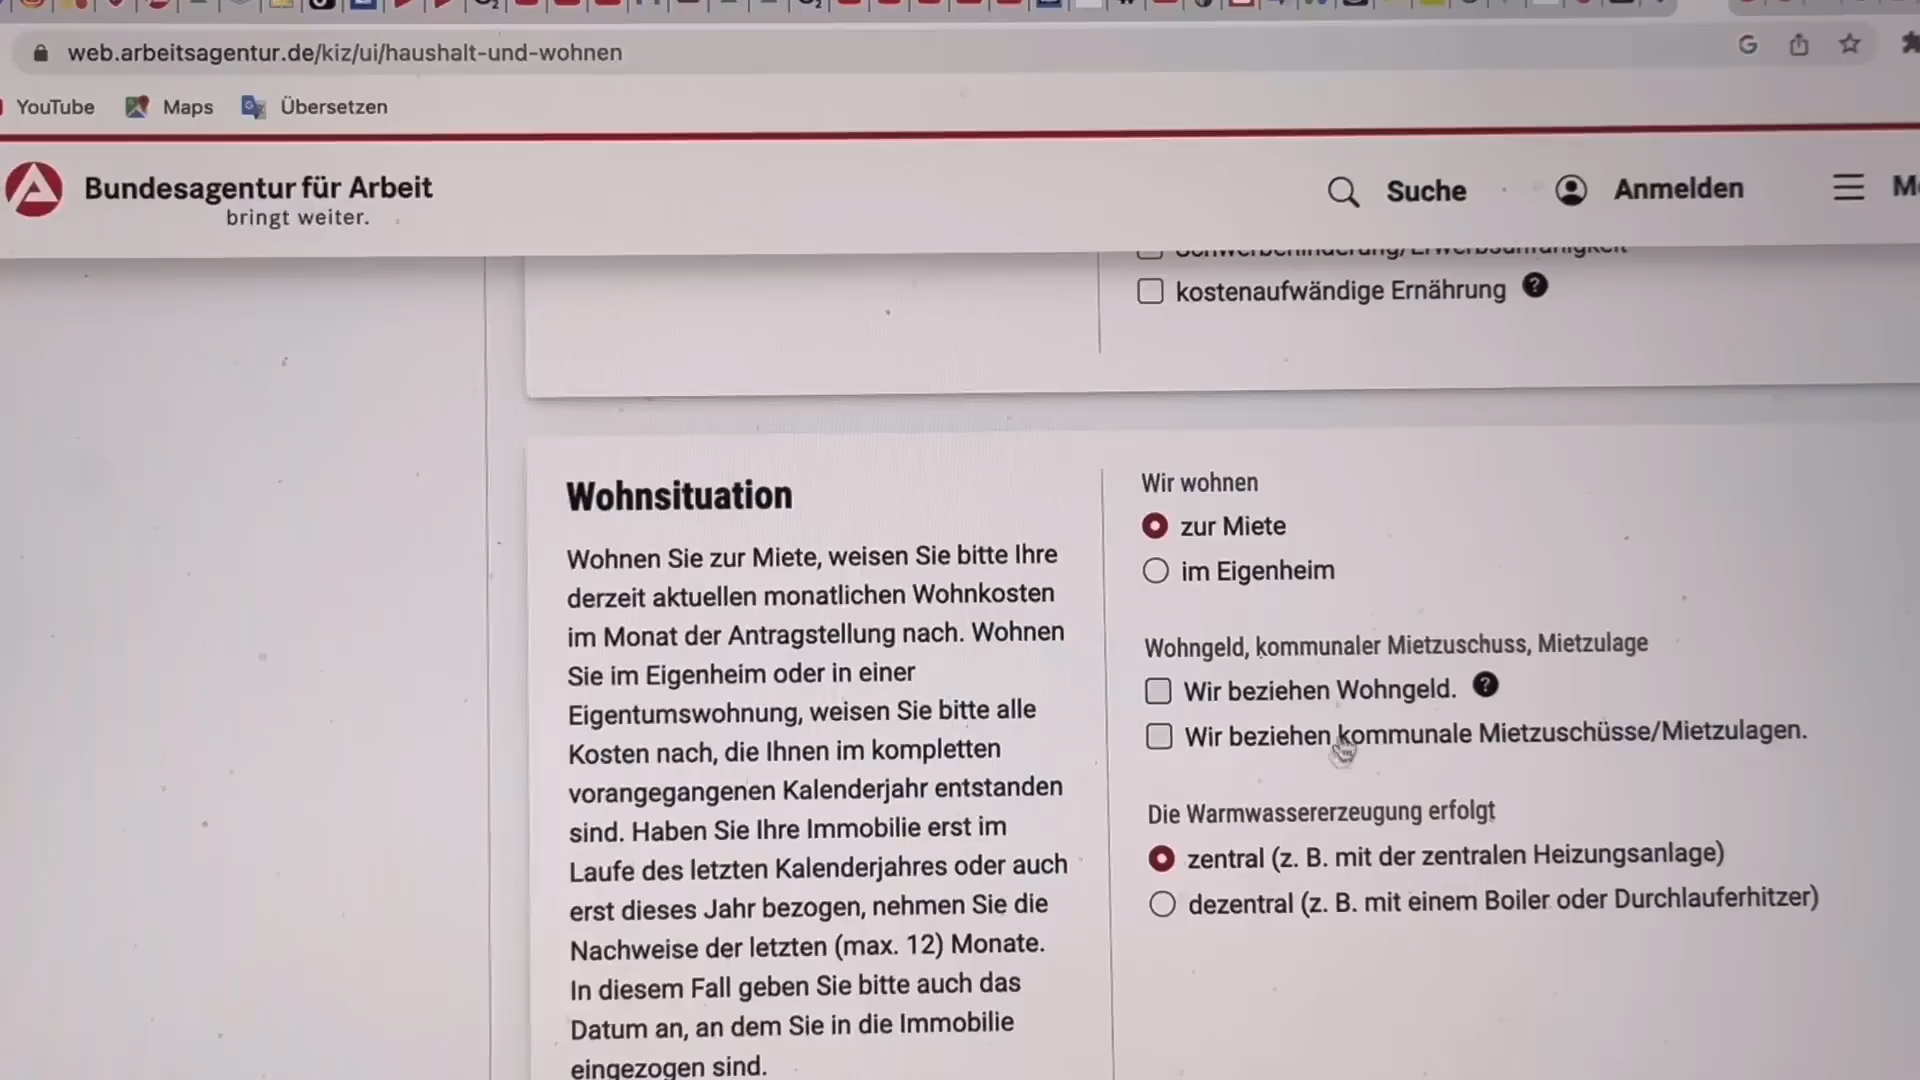 web.arbeitsagentur.de/kiz/ui/haushalt-und-wohnen
YouTube Maps Übersetzen
Bundesagentur für Arbeit
bringt weiter.
Suche
Anmelden
Schwerbehinderung/Erwerbsunfähigkeit
kostenaufwändige Ernährung
Wohnsituation
Wohnen Sie zur Miete, weisen Sie bitte Ihre
derzeit aktuellen monatlichen Wohnkosten
im Monat der Antragstellung nach. Wohnen
Sie im Eigenheim oder in einer
Eigentumswohnung, weisen Sie bitte alle
Kosten nach, die Ihnen im kompletten
vorangegangenen Kalenderjahr entstanden
sind. Haben Sie Ihre Immobilie erst im
Laufe des letzten Kalenderjahres oder auch
erst dieses Jahr bezogen, nehmen Sie die
Nachweise der letzten (max. 12) Monate.
In diesem Fall geben Sie bitte auch das
Datum an, an dem Sie in die Immobilie
eingezogen sind.
Wir wohnen
zur Miete
im Eigenheim
Wohngeld, kommunaler Mietzuschuss, Mietzulage
Wir beziehen Wohngeld.
Wir beziehen kommunale Mietzuschüsse/Mietzulagen.
Die Warmwassererzeugung erfolgt
zentral (z. B. mit der zentralen Heizungsanlage)
dezentral (z. B. mit einem Boiler oder Durchlauferhitzer)